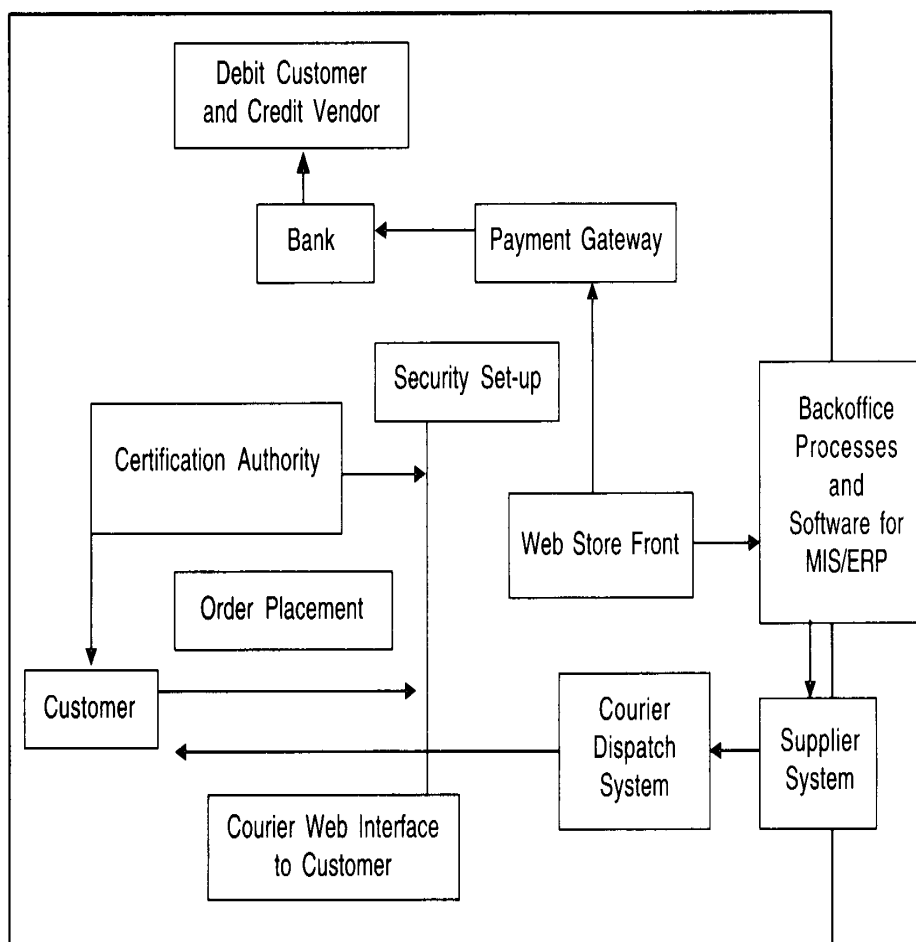 Debit Customer
and Credit Vendor
Bank
Payment Gateway
Security Set-up
Certification Authority
Backoffice
Processes
and
Software for
MIS/ERP
Web Store Front
Order Placement
Customer
Courier
Dispatch
System
Supplier
System
Courier Web Interface
to Customer